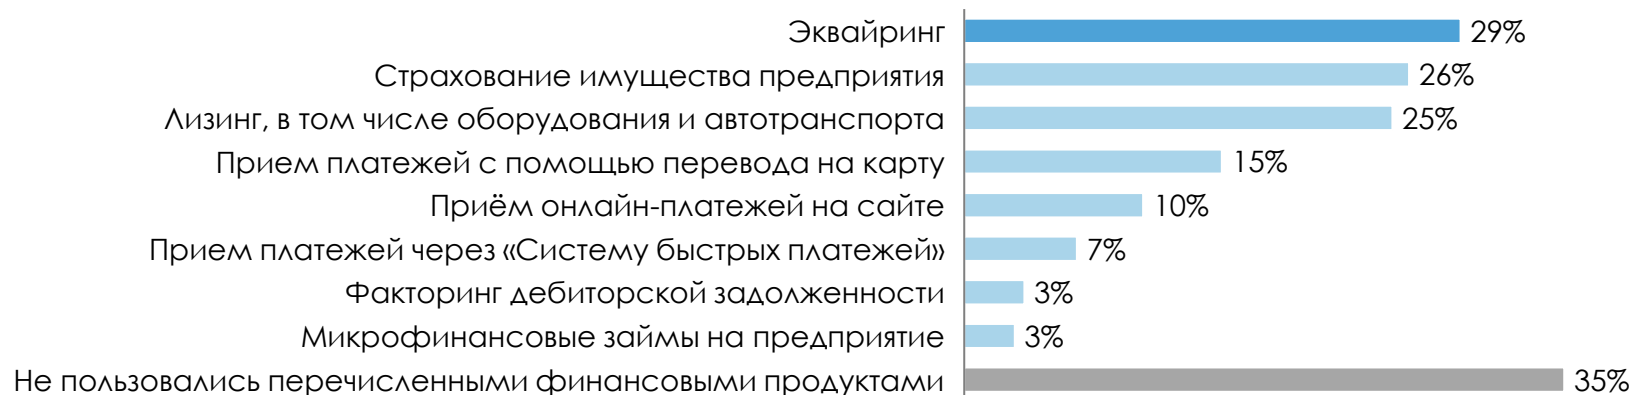 Эквайринг 29%
Страхование имущества предприятия 26%
Лизинг, в том числе оборудования и автотранспорта 25%
Прием платежей с помощью перевода на карту 15%
Приём онлайн-платежей на сайте 10%
Прием платежей через «Систему быстрых платежей» 7%
Факторинг дебиторской задолженности 3%
Микрофинансовые займы на предприятие 3%
Не пользовались перечисленными финансовыми продуктами 35%